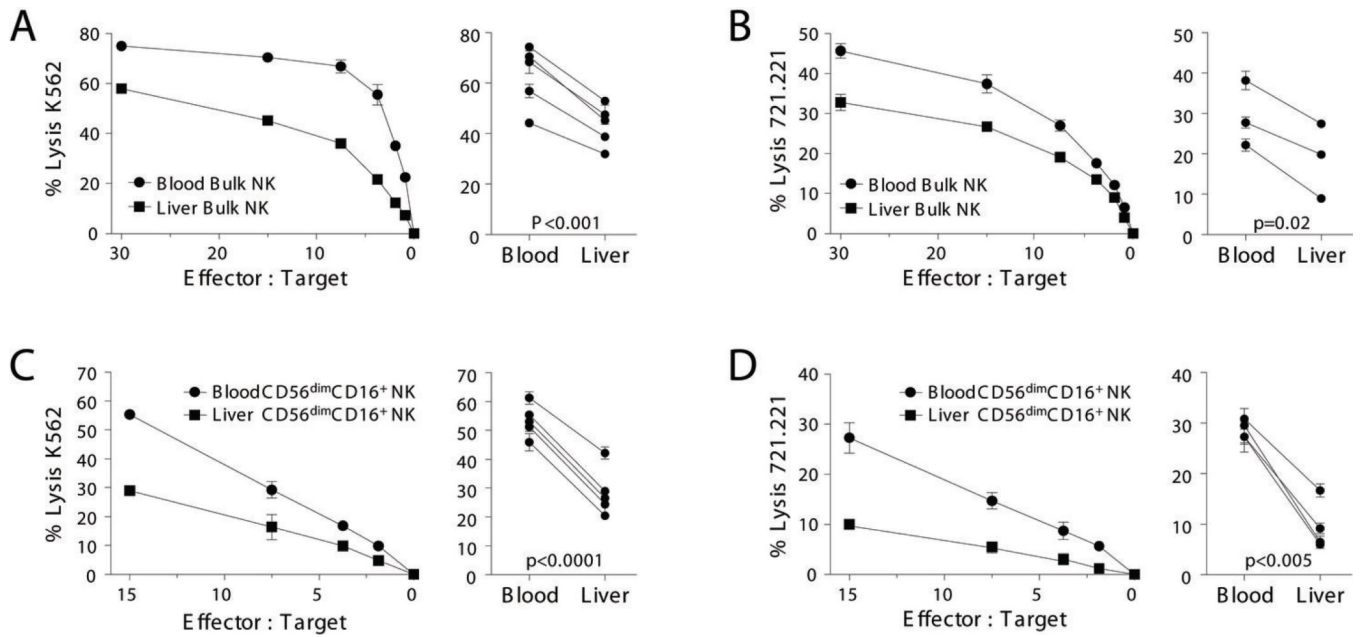 A
% Lysis K562
80
60
40
20
0
Blood Bulk NK
Liver Bulk NK
30
20
10
0
Effector : Target
80
60
40
20
0
P<0.001
Blood Liver
B
% Lysis 721.221
50
40
30
20
10
0
Blood Bulk NK
Liver Bulk NK
30
20
10
0
Effector : Target
50
40
30
20
10
0
p=0.02
Blood Liver
C
% Lysis K562
70
60
50
40
30
20
10
0
BloodCD56dimCD16+NK
Liver CD56dimCD16+NK
15
10
5
0
Effector : Target
70
60
50
40
30
20
10
0
p<0.0001
Blood Liver
D
% Lysis 721.221
40
30
20
10
0
BloodCD56dimCD16+NK
Liver CD56dimCD16+NK
15
10
5
0
Effector : Target
40
30
20
10
0
p<0.005
Blood Liver